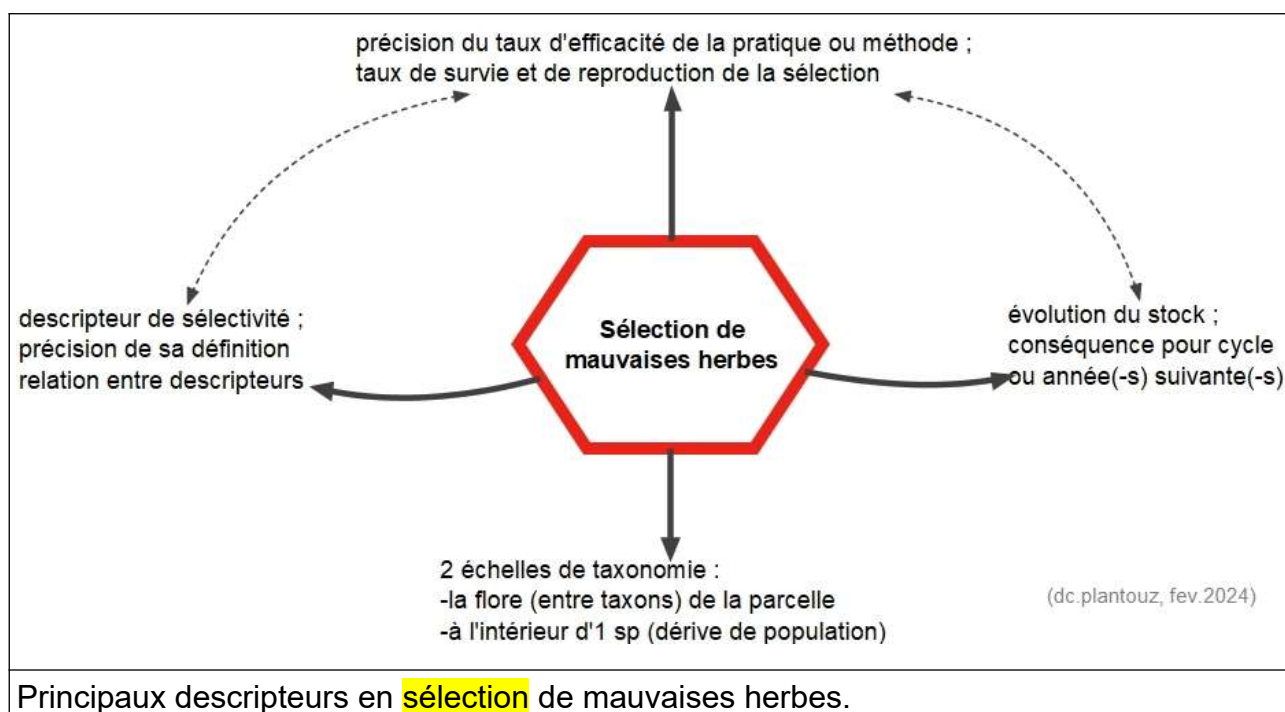 précision du taux d'efficacité de la pratique ou méthode ;
taux de survie et de reproduction de la sélection
descripteur de sélectivité ;
précision de sa définition
relation entre descripteurs
Sélection de
mauvaises herbes
évolution du stock ;
conséquence pour cycle
ou année(-s) suivante(-s)
2 échelles de taxonomie :
-la flore (entre taxons) de la parcelle
-à l'intérieur d'1 sp (dérive de population)
(dc.plantouz, fev.2024)
Principaux descripteurs en sélection de mauvaises herbes.